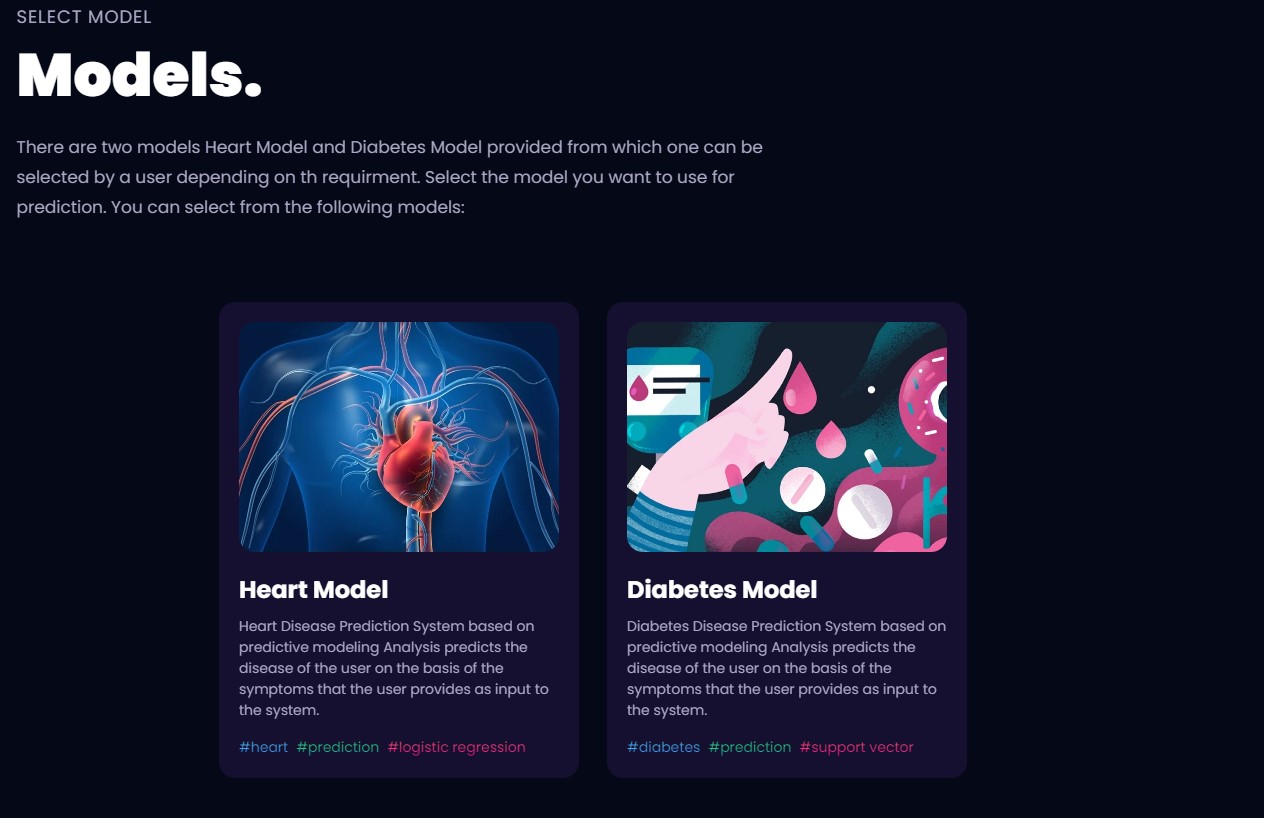 SELECT MODEL
Models.
There are two models Heart Model and Diabetes Model provided from which one can be
selected by a user depending on th requirment. Select the model you want to use for
prediction. You can select from the following models:
Heart Model
Heart Disease Prediction System based on
predictive modeling Analysis predicts the
disease of the user on the basis of the
symptoms that the user provides as input to
the system.
#heart #prediction #logistic regression
Diabetes Model
Diabetes Disease Prediction System based on
predictive modeling Analysis predicts the
disease of the user on the basis of the
symptoms that the user provides as input to
the system.
#diabetes #prediction #support vector